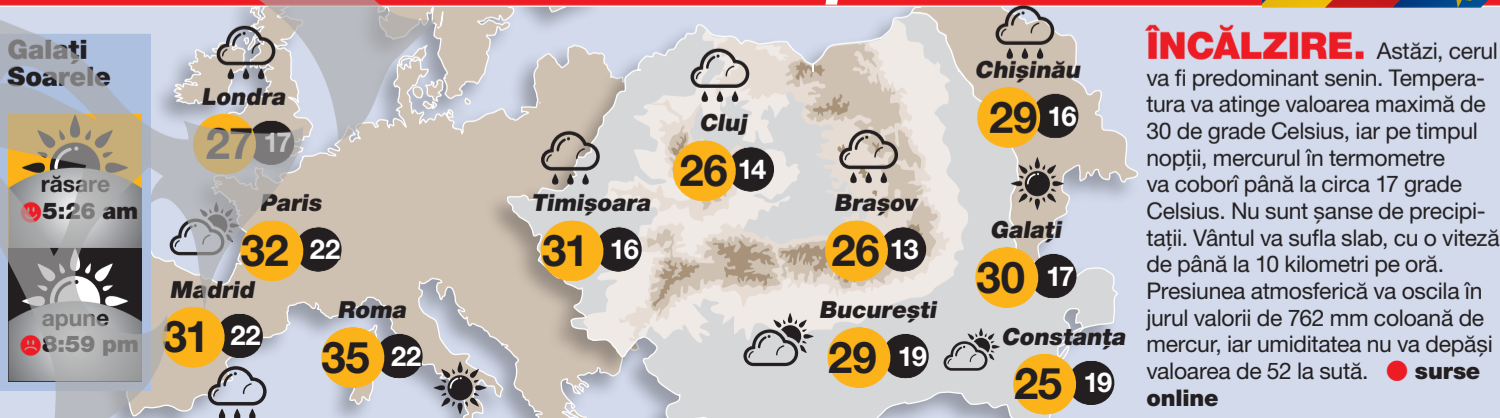 Galați
Soarele
răsare
5:26 am
apune
8:59 pm
Londra
27 17
Paris
32 22
Madrid
31 22
Roma
35 22
Timișoara
31 16
Cluj
26 14
Brașov
26 13
București
29 19
Chișinău
29 16
Galați
30 17
Constanța
25 19
ÎNCĂLZIRE. Astăzi, cerul
va fi predominant senin. Tempera-
tura va atinge valoarea maximă de
30 de grade Celsius, iar pe timpul
nopții, mercurul în termometre
va coborî până la circa 17 grade
Celsius. Nu sunt șanse de precipi-
tații. Vântul va sufla slab, cu o viteză
de până la 10 kilometri pe oră.
Presiunea atmosferică va oscila în
jurul valorii de 762 mm coloană de
mercur, iar umiditatea nu va depăși
valoarea de 52 la sută. surse
online